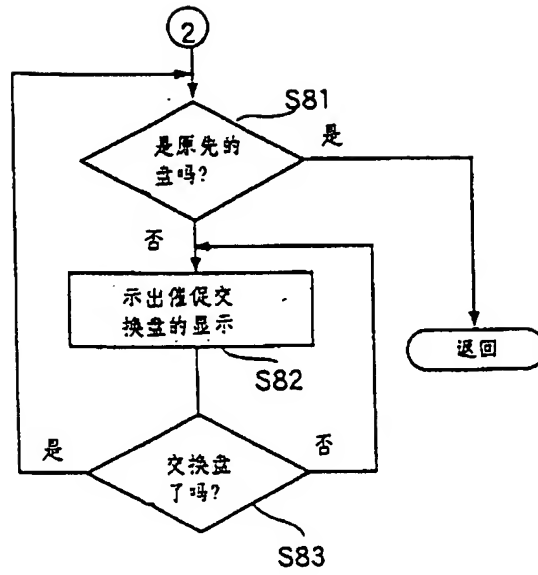 2
S81
是原先的
盘吗?
是
否
示出催促交
换盘的显示
S82
返回
是
交换盘
了吗?
否
S83